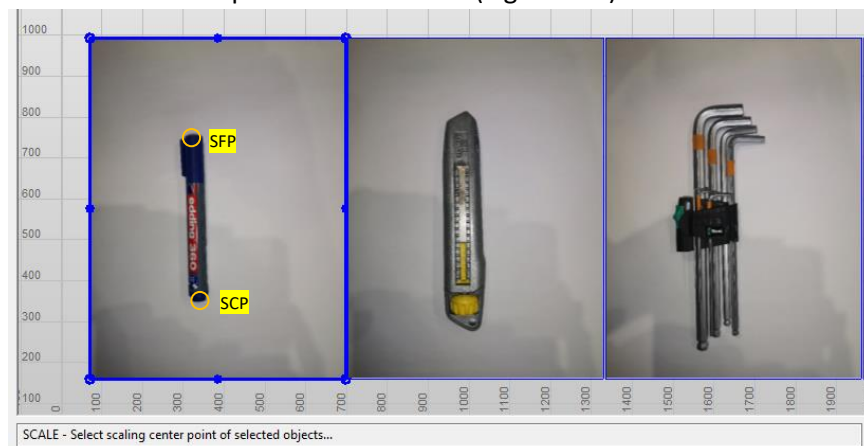 1000
900
800
700
SFP
600
500
edding 380
400
SCP
300
200
100
0 100 200 300 400 500 600 700 800 900 1000 1100 1200 1300 1400 1500 1600 1700 1800 1900
SCALE - Select scaling center point of selected objects...